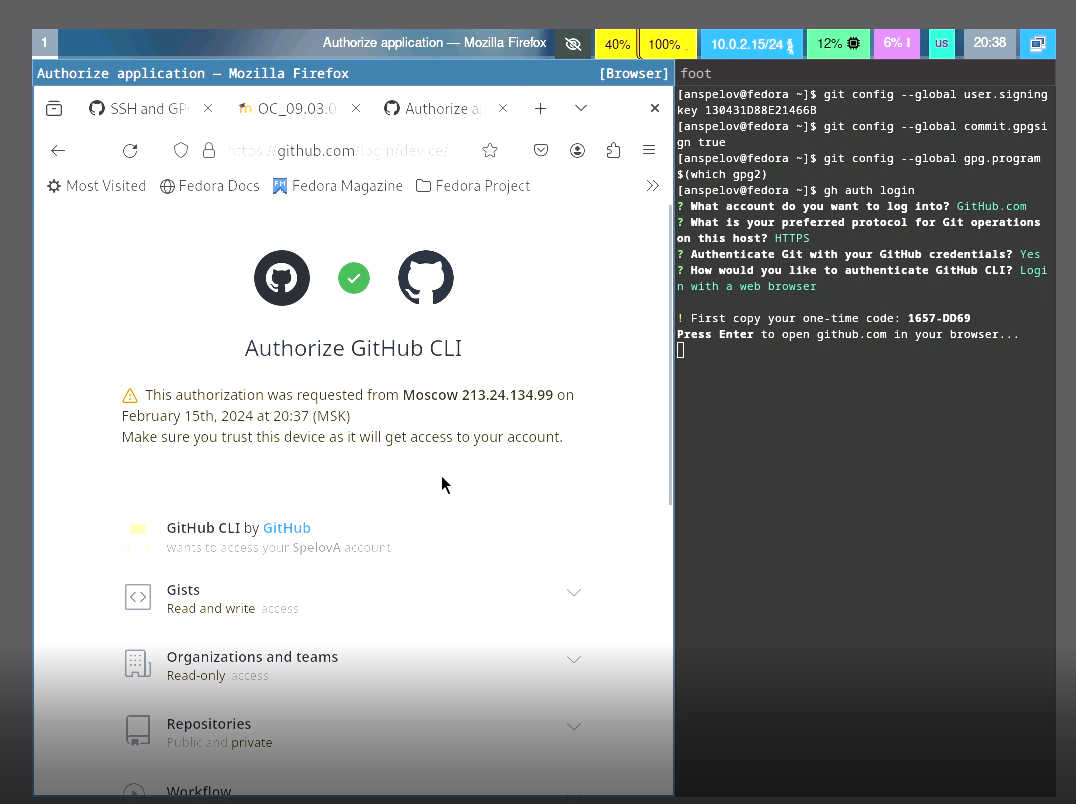 1
Authorize application — Mozilla Firefox
40%
100%
10.0.2.15/24
12%
6%
us
20:38
Authorize application — Mozilla Firefox [Browser]
SSH and GP
OC_09.03.0
Authorize a
https://github.com/login/device/.
Most Visited
Fedora Docs
Fedora Magazine
Fedora Project
Authorize GitHub CLI
This authorization was requested from Moscow 213.24.134.99 on
February 15th, 2024 at 20:37 (MSK)
Make sure you trust this device as it will get access to your account.
GitHub CLI by GitHub
wants to access your SpelovA account
Gists
Read and write access
Organizations and teams
Read-only access
Repositories
Public and private
Workflow
foot
[anspelov@fedora ~]$ git config --global user.signing
key 130431D88E21466B
[anspelov@fedora ~]$ git config --global commit.gpgsi
gn true
[anspelov@fedora ~]$ git config --global gpg.program
$(which gpg2)
[anspelov@fedora ~]$ gh auth login
? What account do you want to log into? GitHub.com
? What is your preferred protocol for Git operations
on this host? HTTPS
? Authenticate Git with your GitHub credentials? Yes
? How would you like to authenticate GitHub CLI? Logi
n with a web browser
! First copy your one-time code: 1657-DD69
Press Enter to open github.com in your browser...